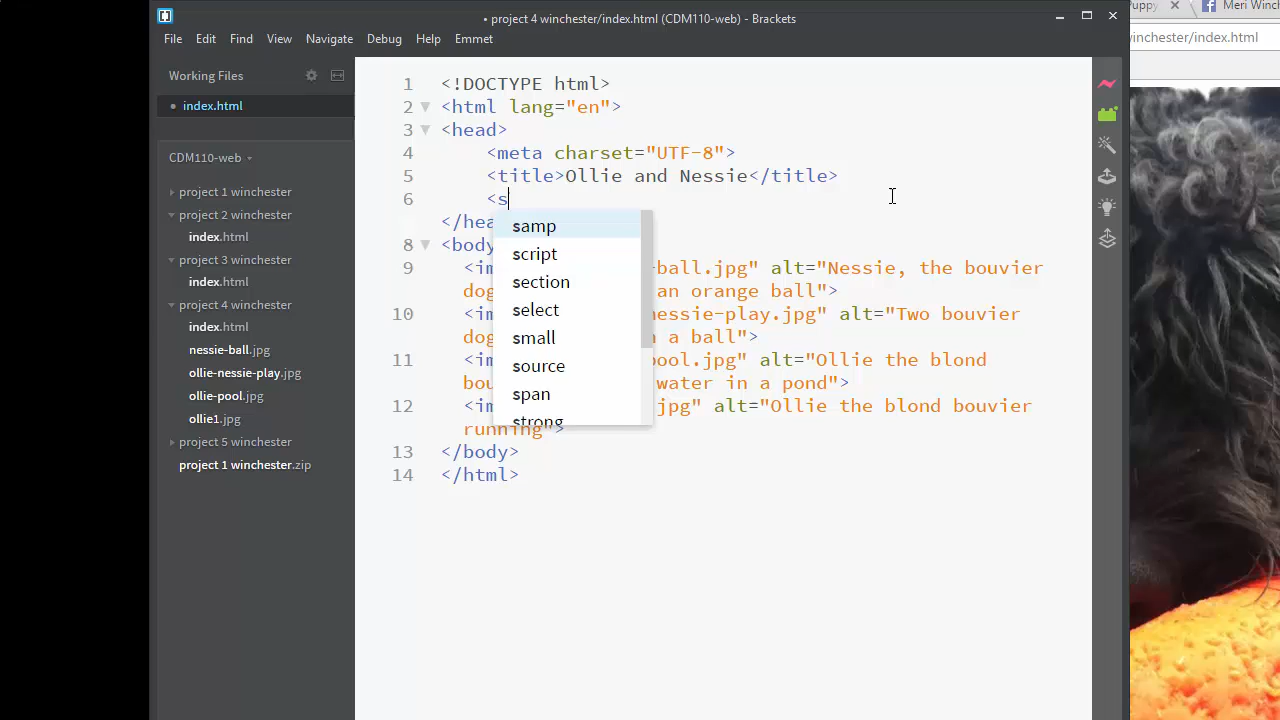 • project 4 winchester/index.html (CDM110-web) - Brackets
File Edit Find View Navigate Debug Help Emmet
Working Files
• index.html
CDM110-web
project 1 winchester
project 2 winchester
index.html
project 3 winchester
index.html
project 4 winchester
index.html
nessie-ball.jpg
ollie-nessie-play.jpg
ollie-pool.jpg
ollie1.jpg
project 5 winchester
project 1 winchester.zip
1 <!DOCTYPE html>
2 <html lang="en">
3 <head>
4 <meta charset="UTF-8">
5 <title>Ollie and Nessie</title>
6 <s
</hea
8 <body
9 <im -ball.jpg" alt="Nessie, the bouvier
dog an orange ball">
10 <im nessie-play.jpg" alt="Two bouvier
dog n a ball">
11 <im pool.jpg" alt="Ollie the blond
bou water in a pond">
12 <im jpg" alt="Ollie the blond bouvier
running">
13 </body>
14 </html>
samp
script
section
select
small
source
span
strong
Puppy
Meri Winch
winchester/index.html